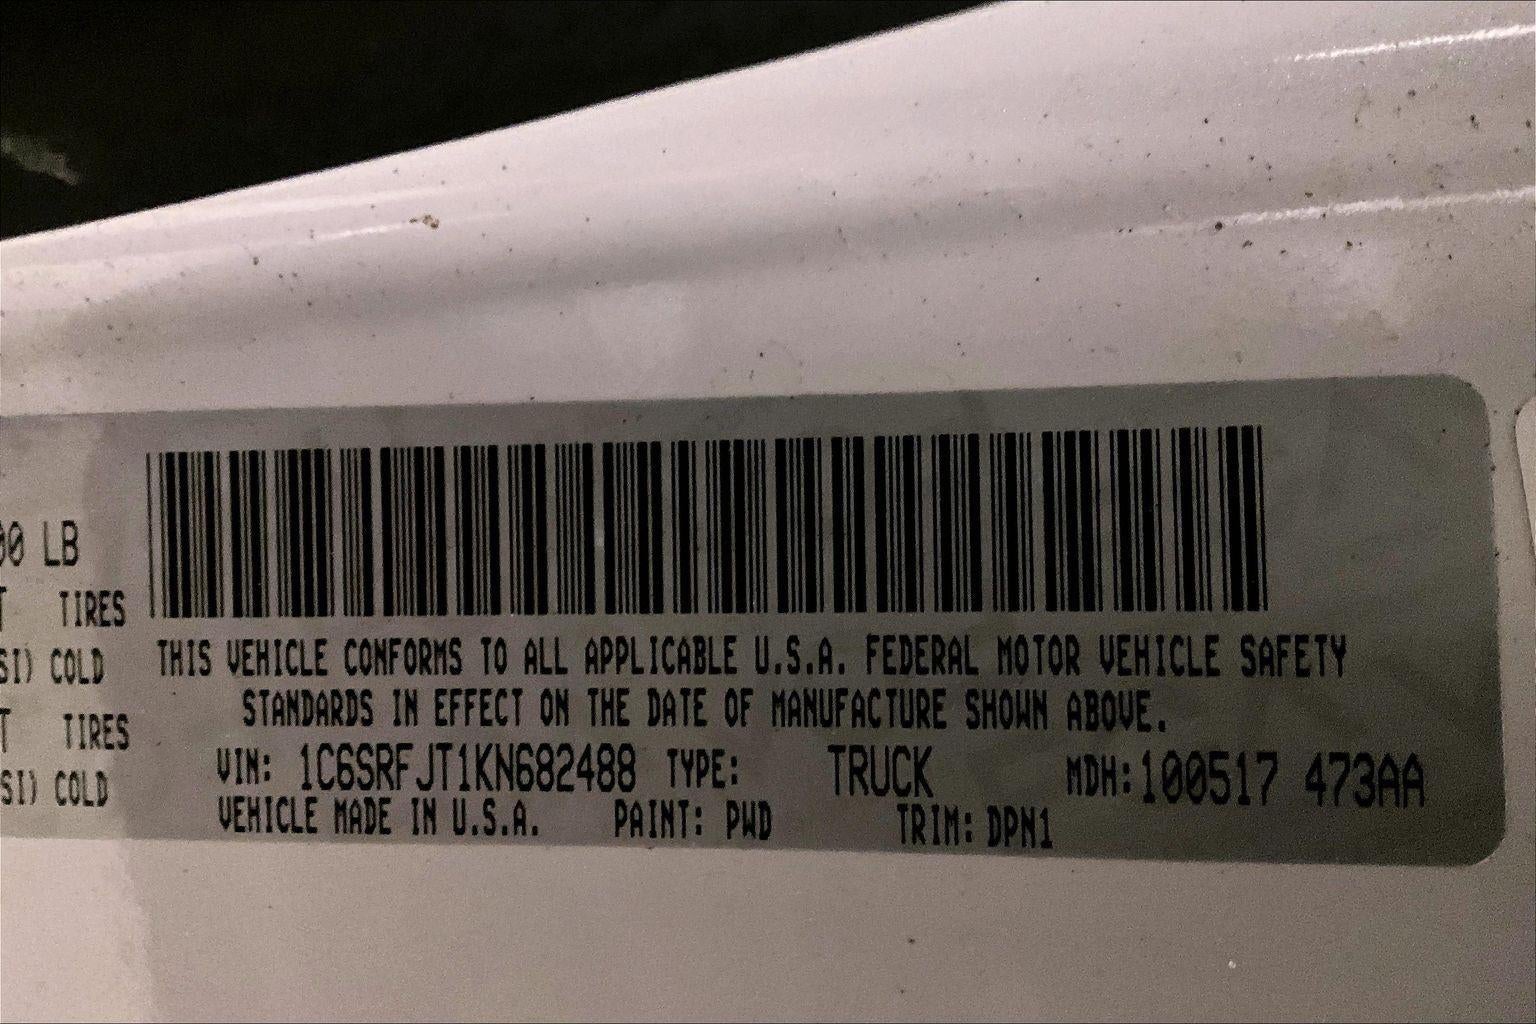 00 LB
T TIRES
SI) COLD
T TIRES
SI) COLD
THIS VEHICLE CONFORMS TO ALL APPLICABLE U.S.A. FEDERAL MOTOR VEHICLE SAFETY
STANDARDS IN EFFECT ON THE DATE OF MANUFACTURE SHOWN ABOVE.
VIN: 1C6SRFJT1KN682488 TYPE: TRUCK MDH:100517 473AA
VEHICLE MADE IN U.S.A. PAINT: PWD TRIM: DPN1